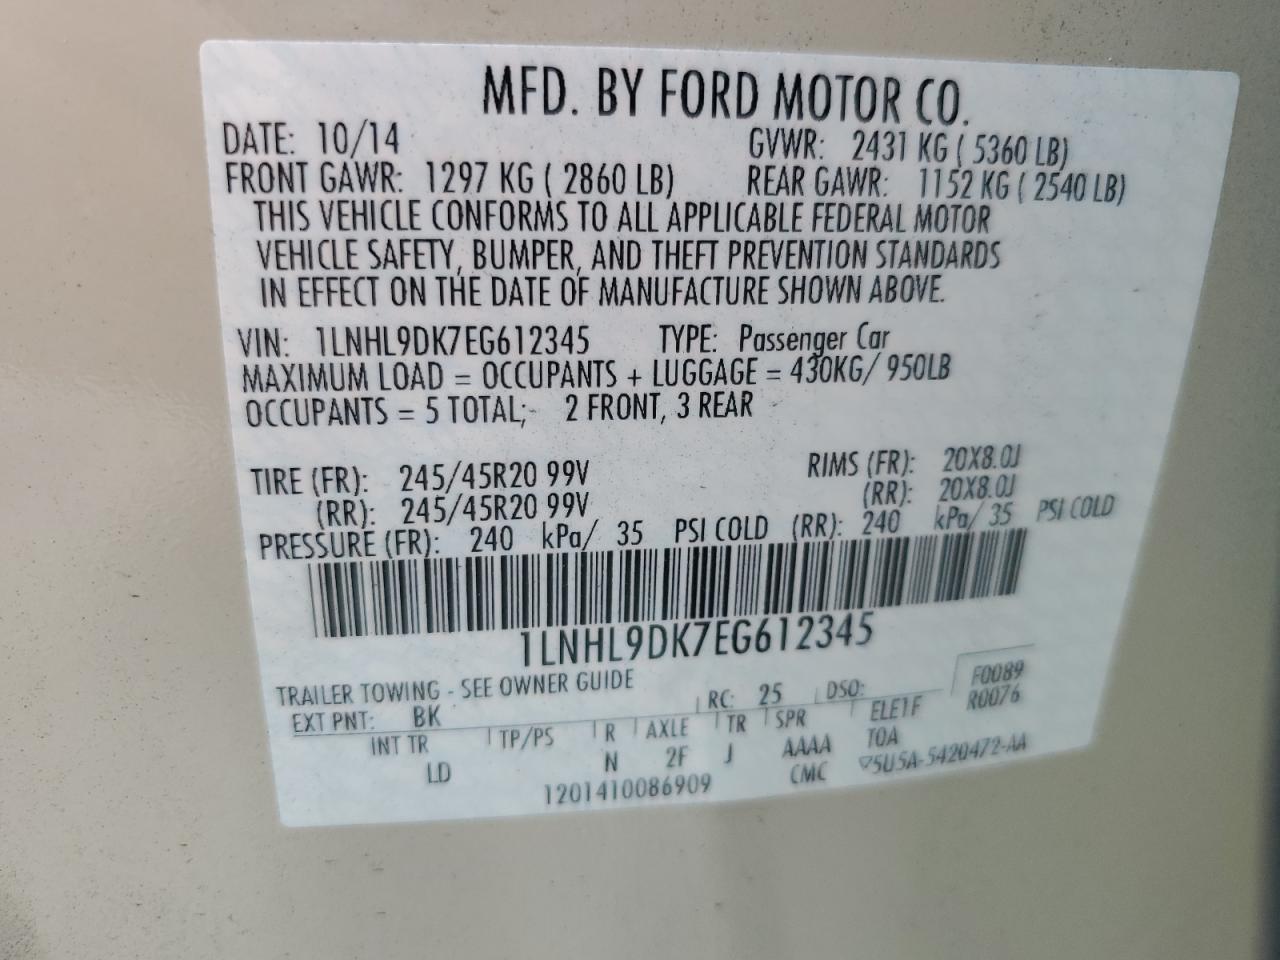 MFD. BY FORD MOTOR CO.
DATE: 10/14 GVWR: 2431 KG ( 5360 LB)
FRONT GAWR: 1297 KG ( 2860 LB) REAR GAWR: 1152 KG ( 2540 LB)
THIS VEHICLE CONFORMS TO ALL APPLICABLE FEDERAL MOTOR
VEHICLE SAFETY, BUMPER, AND THEFT PREVENTION STANDARDS
IN EFFECT ON THE DATE OF MANUFACTURE SHOWN ABOVE.
VIN: 1LNHL9DK7EG612345 TYPE: Passenger Car
MAXIMUM LOAD = OCCUPANTS + LUGGAGE = 430KG/ 950LB
OCCUPANTS = 5 TOTAL;- 2 FRONT, 3 REAR
TIRE (FR): 245/45R20 99V RIMS (FR): 20X8.0J
(RR): 245/45R20 99V (RR): 20X8.0J
PRESSURE (FR): 240 kPa/ 35 PSI COLD (RR): 240 kPa/ 35 PSI COLD
1LNHL9DK7EG612345
TRAILER TOWING - SEE OWNER GUIDE
EXT PNT: BK RC: 25 DSO: F0089
R0076
INT TR TP/PS R AXLE TR SPR ELE1F
LD N 2F J AAAA TOA
1201410086909 CMC ▽5U5A-5420472-AA